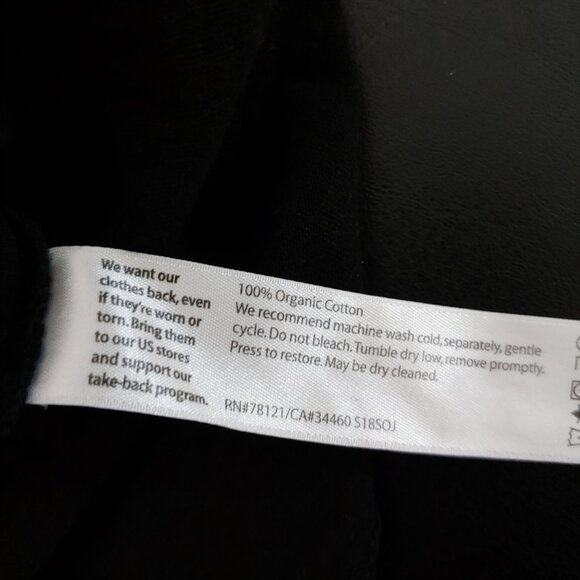 We want our
clothes back, even
if they're worn or
torn. Bring them
to our US stores
and support our
take-back program.
100% Organic Cotton
We recommend machine wash cold, separately, gentle
cycle. Do not bleach. Tumble dry low, remove promptly.
Press to restore. May be dry cleaned.
RN#78121/CA#34460 S18SOJ